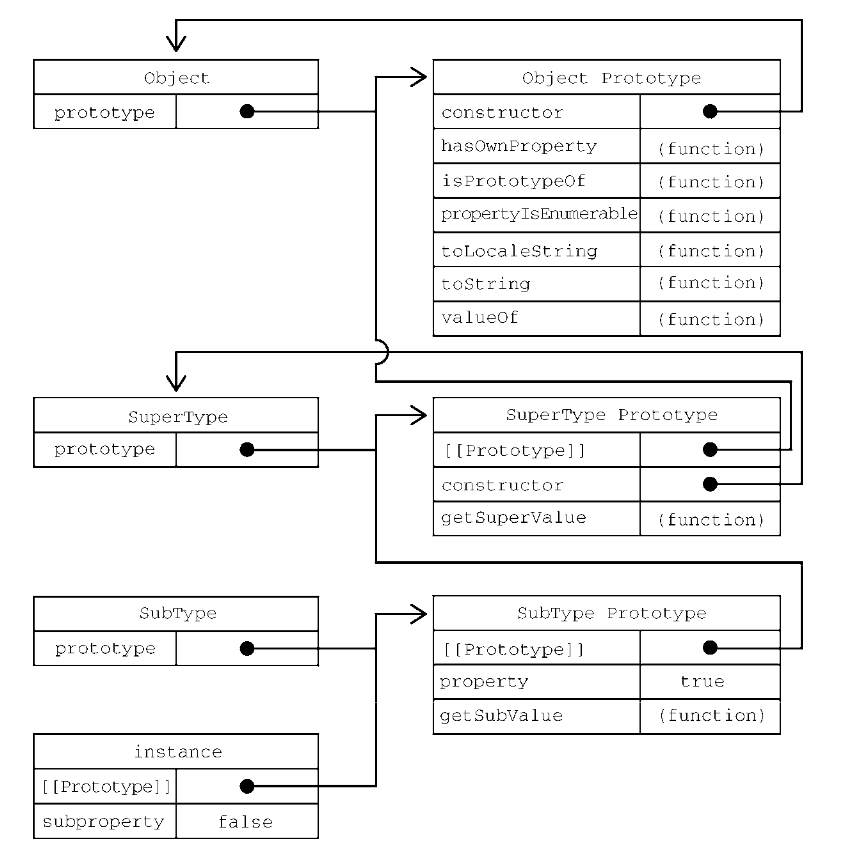 Object
prototype
Object Prototype
constructor
hasOwnProperty (function)
isPrototypeOf (function)
propertyIsEnumerable (function)
toLocaleString (function)
toString (function)
valueOf (function)
SuperType
prototype
SuperType Prototype
[[Prototype]]
constructor
getSuperValue (function)
SubType
prototype
SubType Prototype
[[Prototype]]
property true
getSubValue (function)
instance
[[Prototype]]
subproperty false